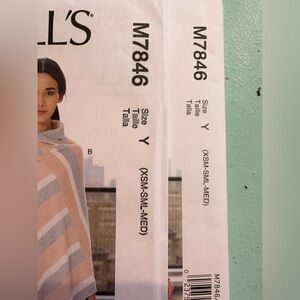 LL'S
M7846
Size
Taille
Talla
Y
(XSM-SML-MED)
B
M7846
Size
Taille
Talla
Y
(XSM-SML-MED)
M7846